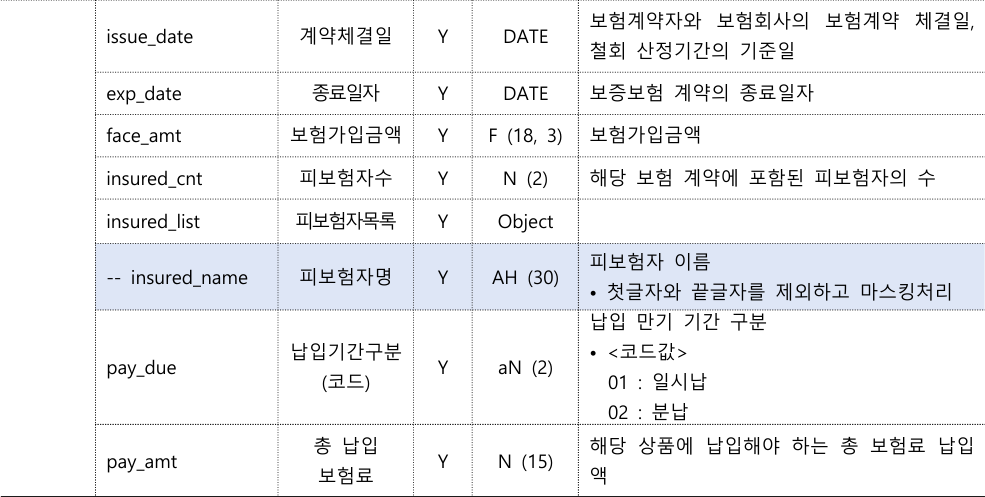 issue_date 계약체결일 Y DATE 보험계약자와 보험회사의 보험계약 체결일,
철회 산정기간의 기준일
exp_date 종료일자 Y DATE 보증보험 계약의 종료일자
face_amt 보험가입금액 Y F (18, 3) 보험가입금액
insured_cnt 피보험자수 Y N (2) 해당 보험 계약에 포함된 피보험자의 수
insured_list 피보험자목록 Y Object
-- insured_name 피보험자명 Y AH (30) 피보험자 이름
• 첫글자와 끝글자를 제외하고 마스킹처리
pay_due 납입기간구분 Y aN (2) 납입 만기 기간 구분
(코드) • <코드값>
01 : 일시납
02 : 분납
pay_amt 총 납입 Y N (15) 해당 상품에 납입해야 하는 총 보험료 납입
보험료 액